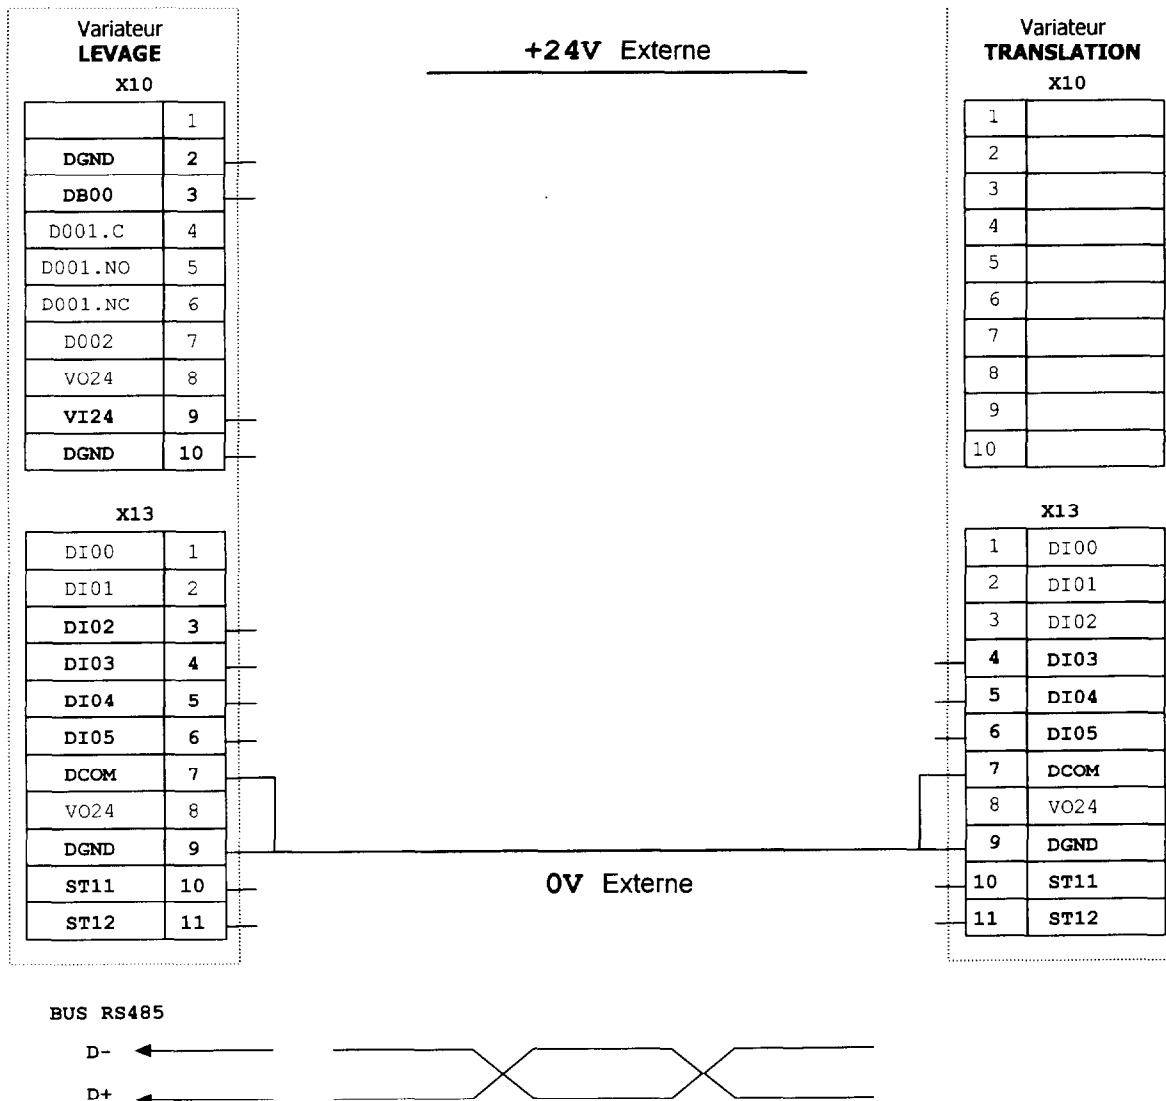 Variateur
LEVAGE
X10
1
DGND 2
DB00 3
D001.C 4
D001.NO 5
D001.NC 6
D002 7
VO24 8
VI24 9
DGND 10
X13
DI00 1
DI01 2
DI02 3
DI03 4
DI04 5
DI05 6
DCOM 7
VO24 8
DGND 9
ST11 10
ST12 11
+24V Externe
0V Externe
Variateur
TRANSLATION
X10
1
2
3
4
5
6
7
8
9
10
X13
1 DI00
2 DI01
3 DI02
4 DI03
5 DI04
6 DI05
7 DCOM
8 VO24
9 DGND
10 ST11
11 ST12
BUS RS485
D-
D+